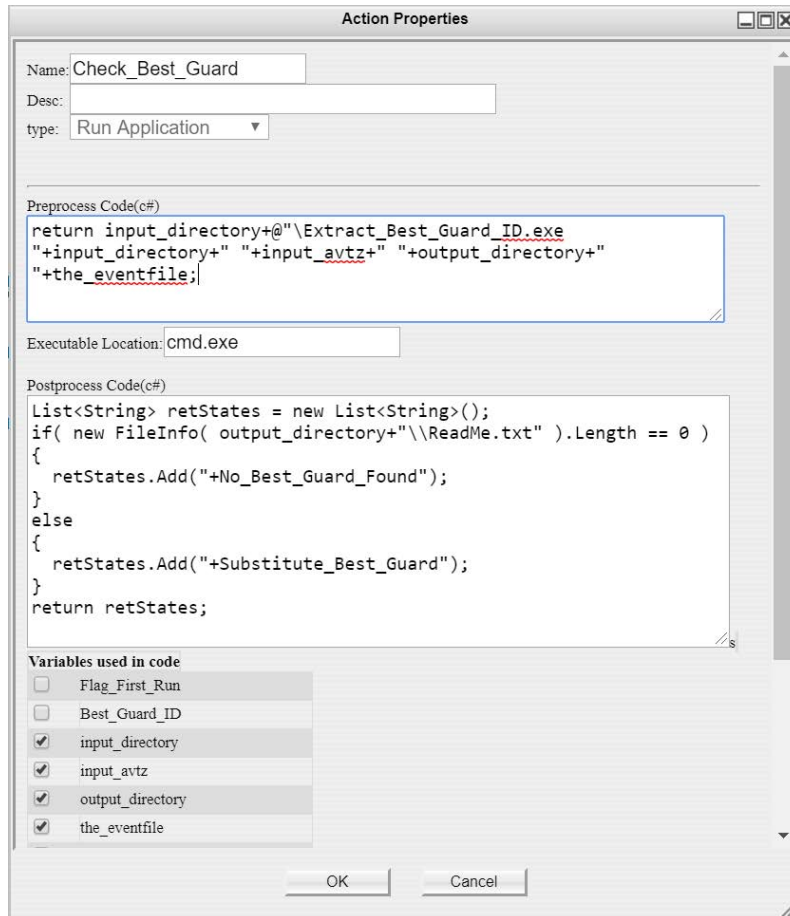 Action Properties
Name: Check_Best_Guard
Desc:
type: Run Application
Preprocess Code(c#)
return input_directory+@"\Extract_Best_Guard_ID.exe
"+input_directory+" "+input_avtz+" "+output_directory+"
"+the_eventfile;
Executable Location: cmd.exe
Postprocess Code(c#)
List<String> retStates = new List<String>();
if( new FileInfo( output_directory+"\\ReadMe.txt" ).Length == 0 )
{
  retStates.Add("+No_Best_Guard_Found");
}
else
{
  retStates.Add("+Substitute_Best_Guard");
}
return retStates;
s
Variables used in code
Flag_First_Run
Best_Guard_ID
input_directory
input_avtz
output_directory
the_eventfile
OK Cancel